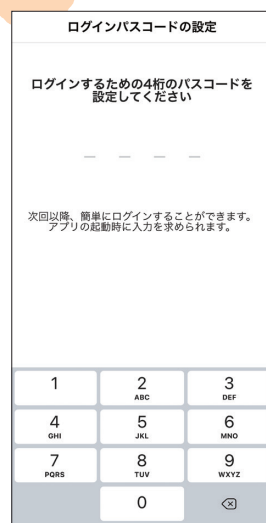 ログインパスコードの設定
ログインするための4桁のパスコードを
設定してください
次回以降、簡単にログインすることができます。
アプリの起動時に入力を求められます。
1 2 3
ABC DEF
4 5 6
GHI JKL MNO
7 8 9
PQRS TUV WXYZ
0